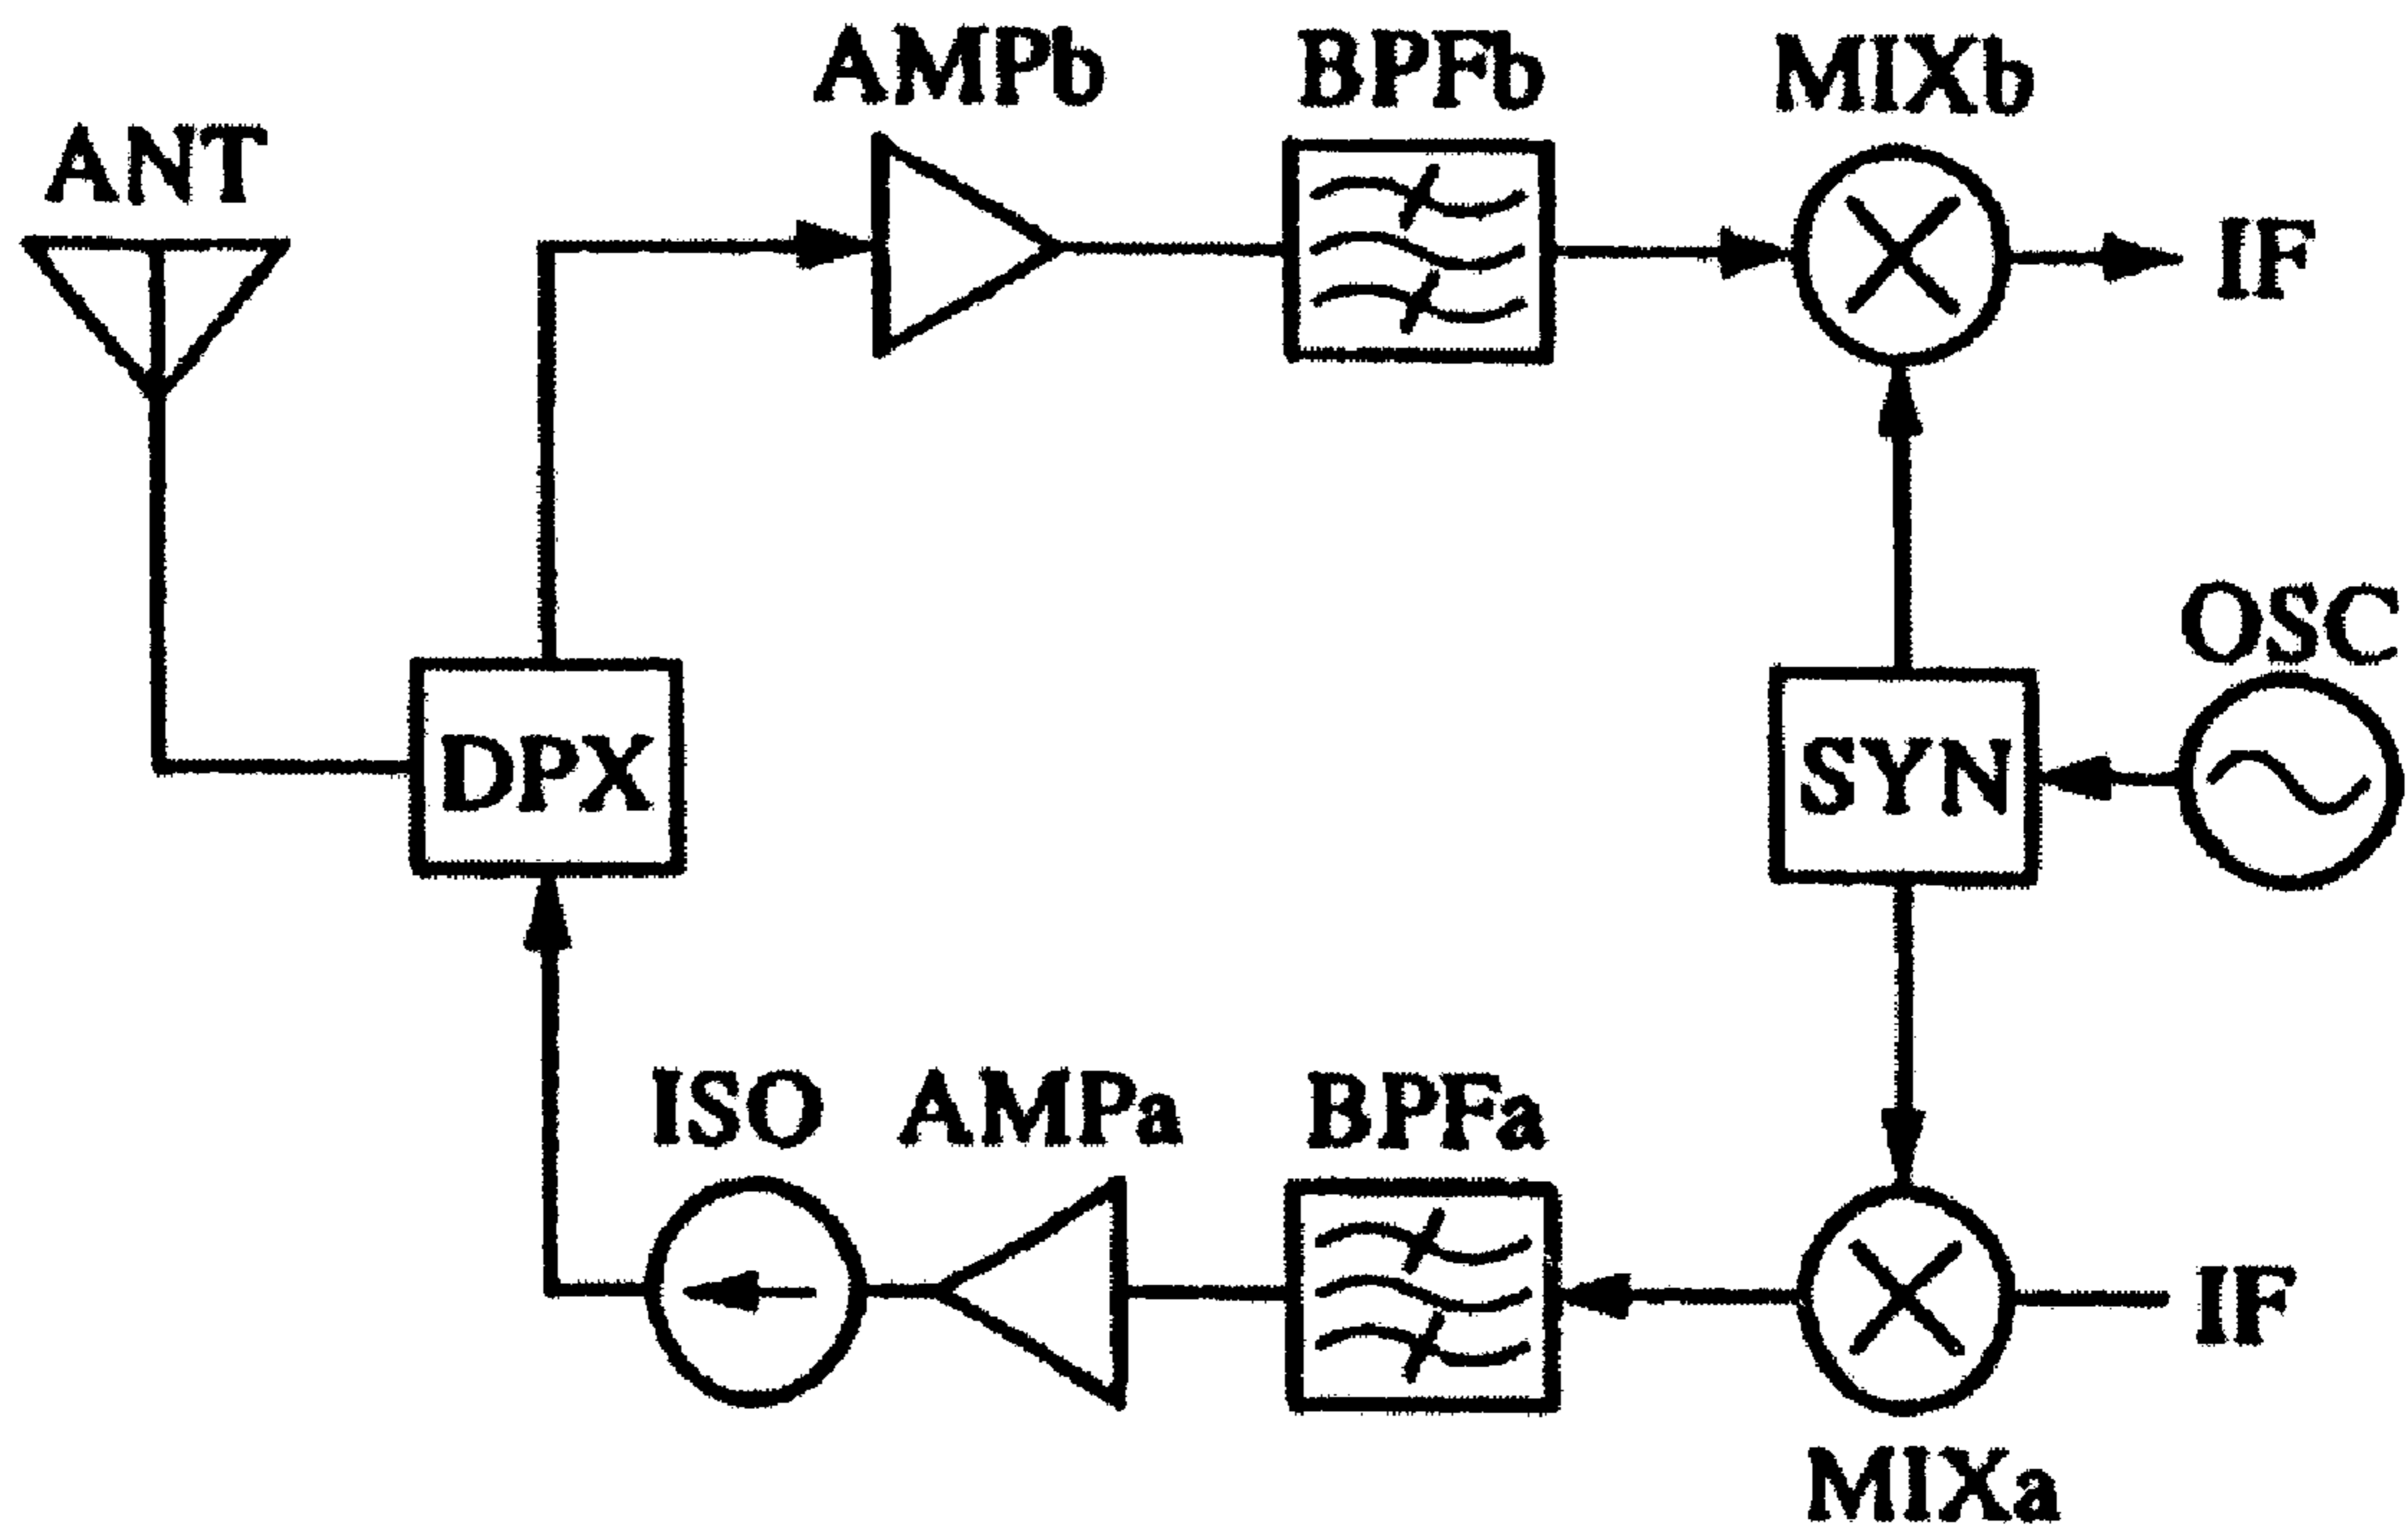 AMPb
BPFb
MIXb
ANT
IF
OSC
DPX
SYN
ISO
AMPa
BPFa
IF
MIXa